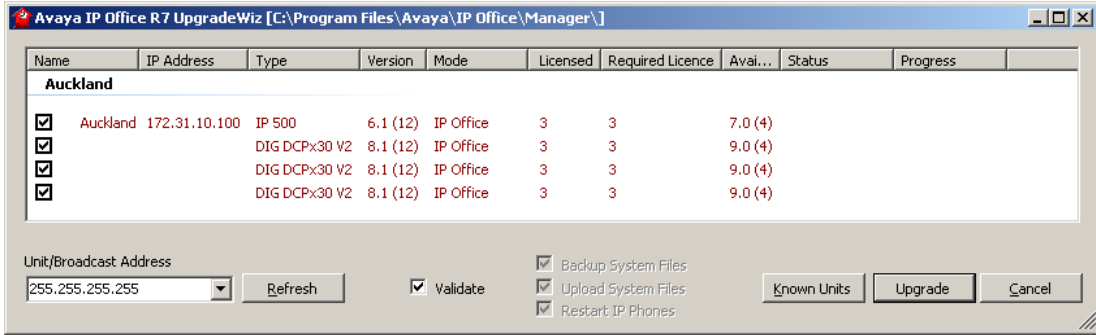 Avaya IP Office R7 UpgradeWiz [C:\Program Files\Avaya\IP Office\Manager\]
Name IP Address Type Version Mode Licensed Required Licence Avai... Status Progress
Auckland
Auckland 172.31.10.100 IP 500 6.1 (12) IP Office 3 3 7.0 (4)
DIG DCPx30 V2 8.1 (12) IP Office 3 3 9.0 (4)
DIG DCPx30 V2 8.1 (12) IP Office 3 3 9.0 (4)
DIG DCPx30 V2 8.1 (12) IP Office 3 3 9.0 (4)
Unit/Broadcast Address
255.255.255.255 Refresh Validate
Backup System Files
Upload System Files
Restart IP Phones
Known Units Upgrade Cancel